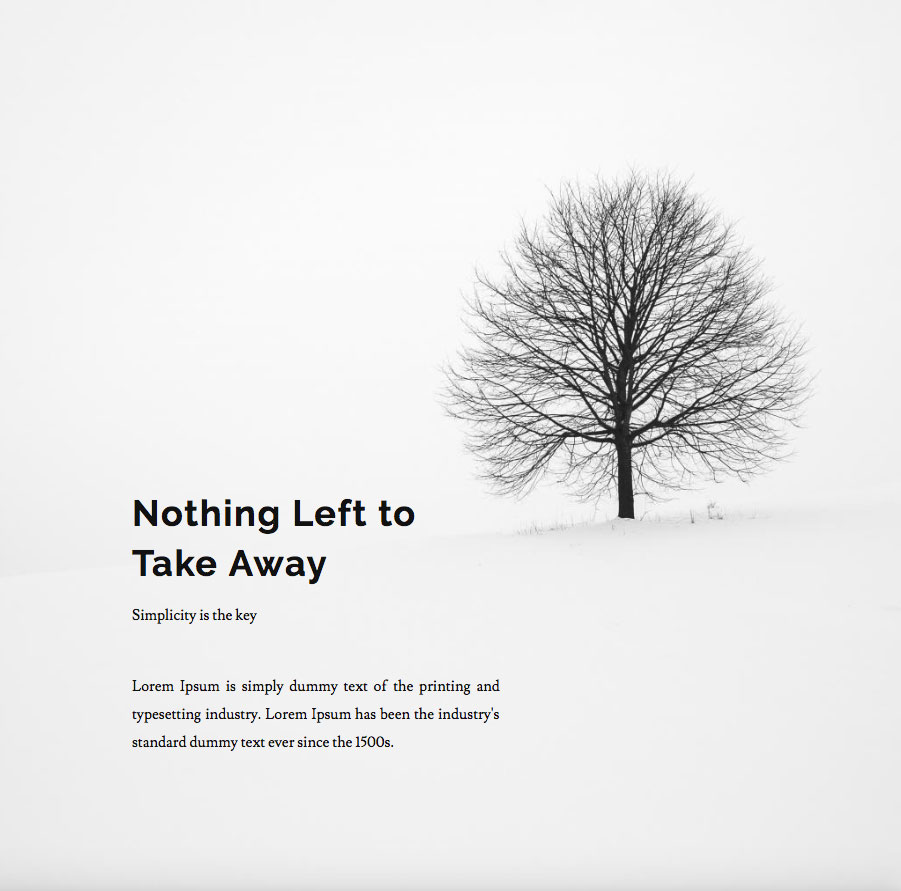 Nothing Left to
Take Away
Simplicity is the key
Lorem Ipsum is simply dummy text of the printing and
typesetting industry. Lorem Ipsum has been the industry's
standard dummy text ever since the 1500s.